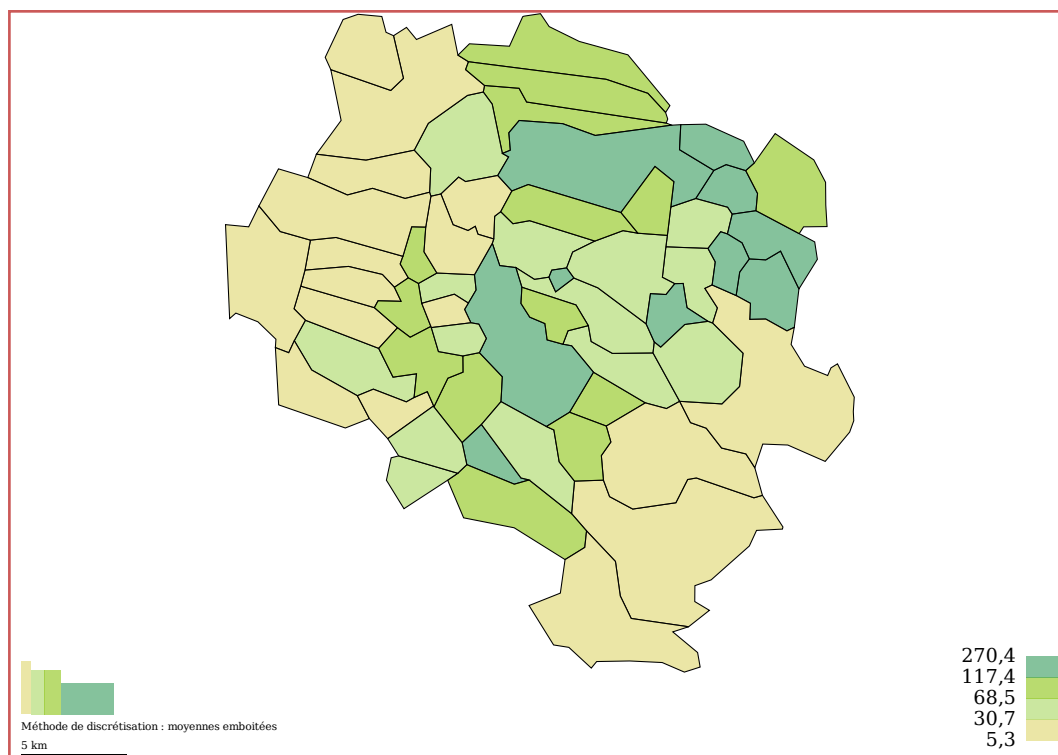 270,4
117,4
68,5
30,7
5,3
Méthode de discrétisation : moyennes emboitées
5 km